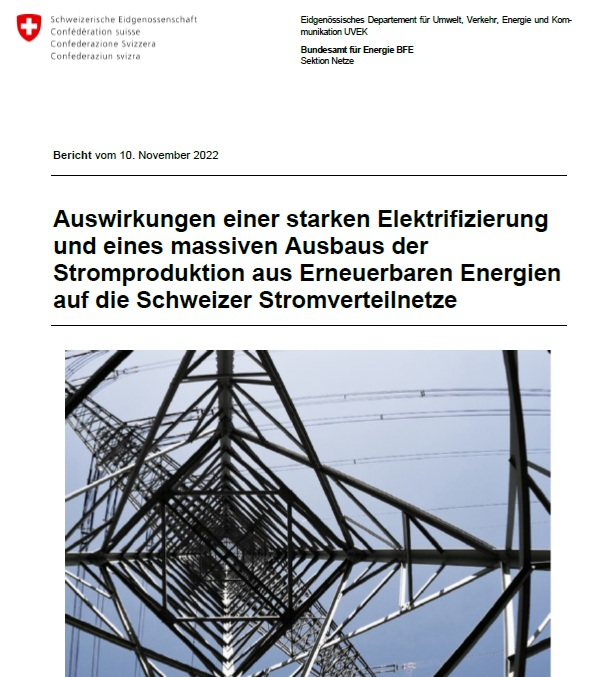 Schweizerische Eidgenossenschaft
Confédération suisse
Confederazione Svizzera
Confederaziun svizra
Eidgenössisches Departement für Umwelt, Verkehr, Energie und Kom-
munikation UVEK
Bundesamt für Energie BFE
Sektion Netze
Bericht vom 10. November 2022
Auswirkungen einer starken Elektrifizierung
und eines massiven Ausbaus der
Stromproduktion aus Erneuerbaren Energien
auf die Schweizer Stromverteilnetze